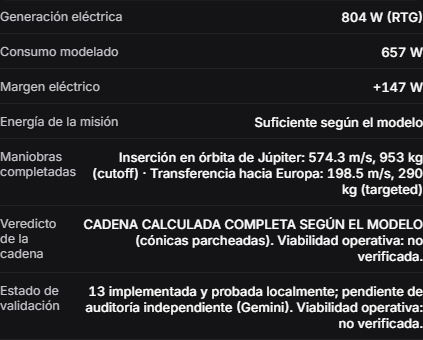 Generación eléctrica 804 W (RTG)
Consumo modelado 657 W
Margen eléctrico +147 W
Energía de la misión Suficiente según el modelo
Maniobras completadas
Inserción en órbita de Júpiter: 574.3 m/s, 953 kg
(cutoff) · Transferencia hacia Europa: 198.5 m/s, 290
kg (targeted)
Veredicto
de la
cadena
CADENA CALCULADA COMPLETA SEGÚN EL MODELO
(cónicas parcheadas). Viabilidad operativa: no
verificada.
Estado de
validación
13 implementada y probada localmente; pendiente de
auditoría independiente (Gemini). Viabilidad operativa:
no verificada.